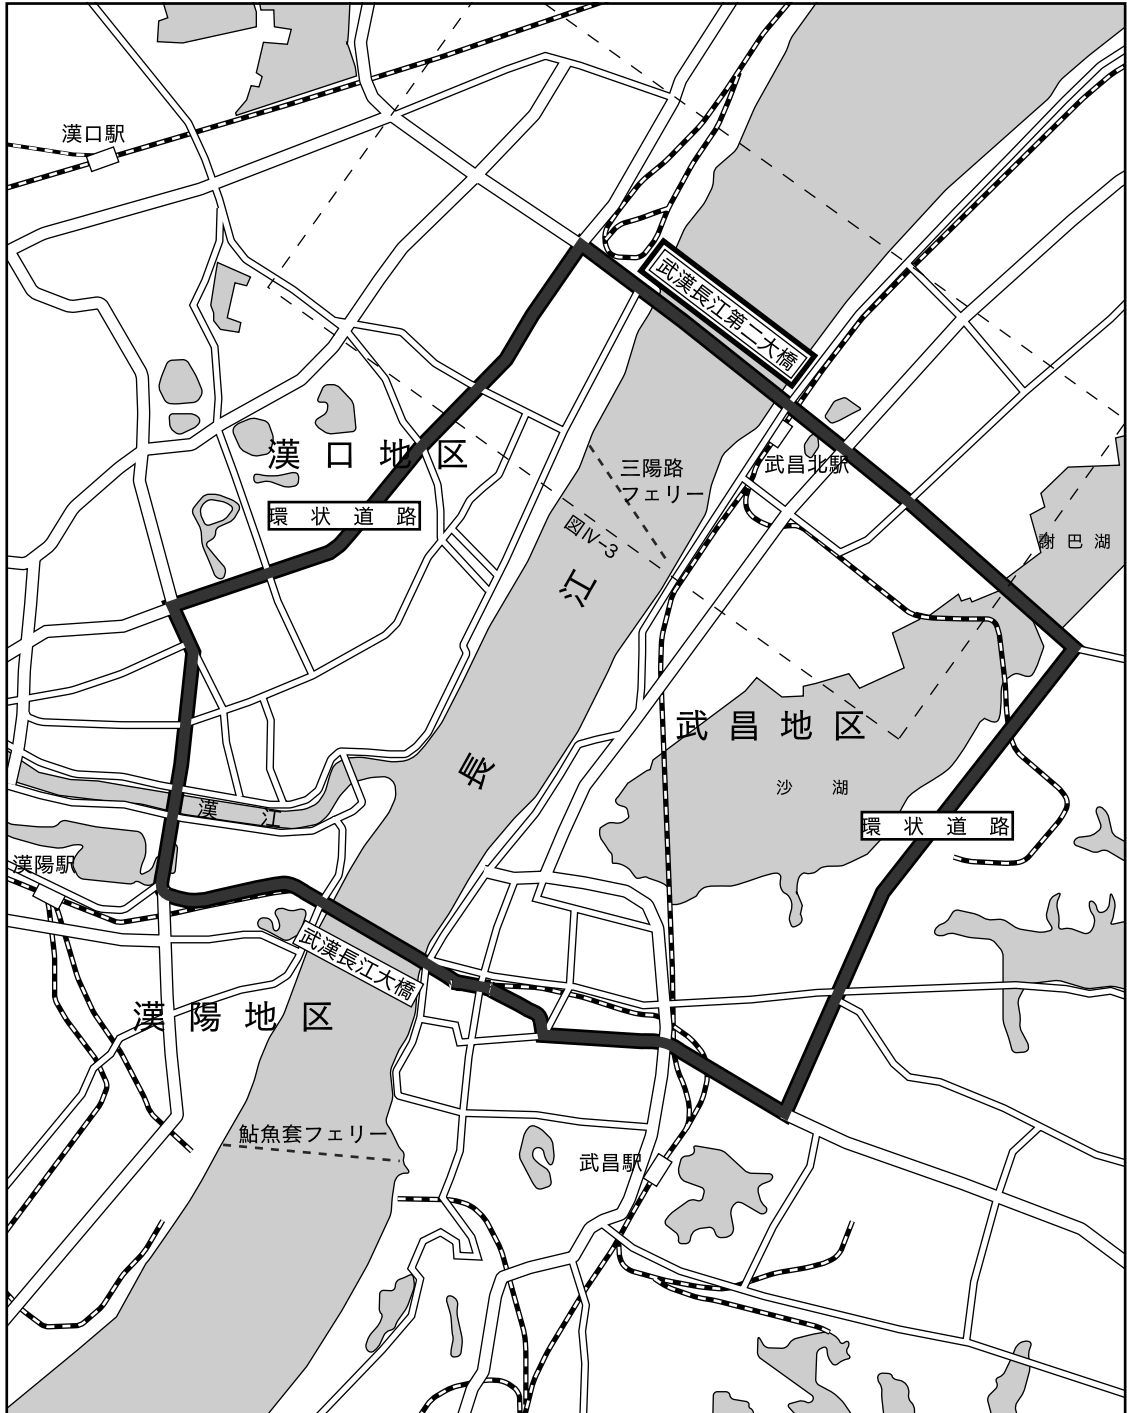 漢口駅
武漢長江第二大橋
漢口地区
三陽路
フェリー
武昌北駅
環状道路
図Ⅳ-3
謝巴湖
長江
武昌地区
沙湖
漢江
環状道路
漢陽駅
武漢長江大橋
漢陽地区
鮎魚套フェリー
武昌駅